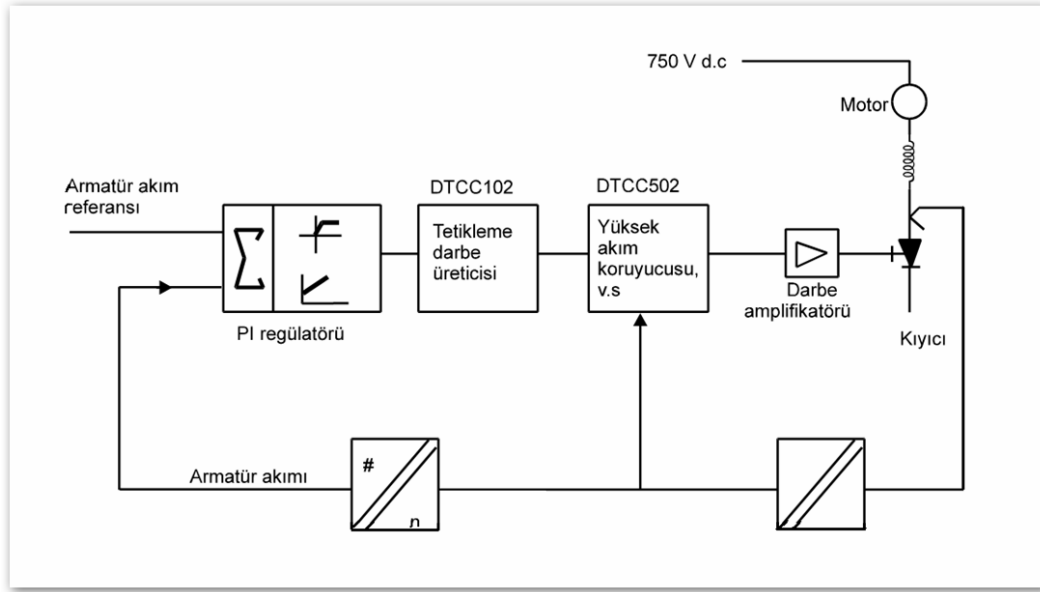 750 V d.c
Motor
Armatür akım
referansı
DTCC102
DTCC502
Tetikleme
darbe
üreticisi
Yüksek
akım
koruyucusu,
v.s
PI regülatörü
Darbe
amplifikatörü
Kıyıcı
Armatür akımı
#
n